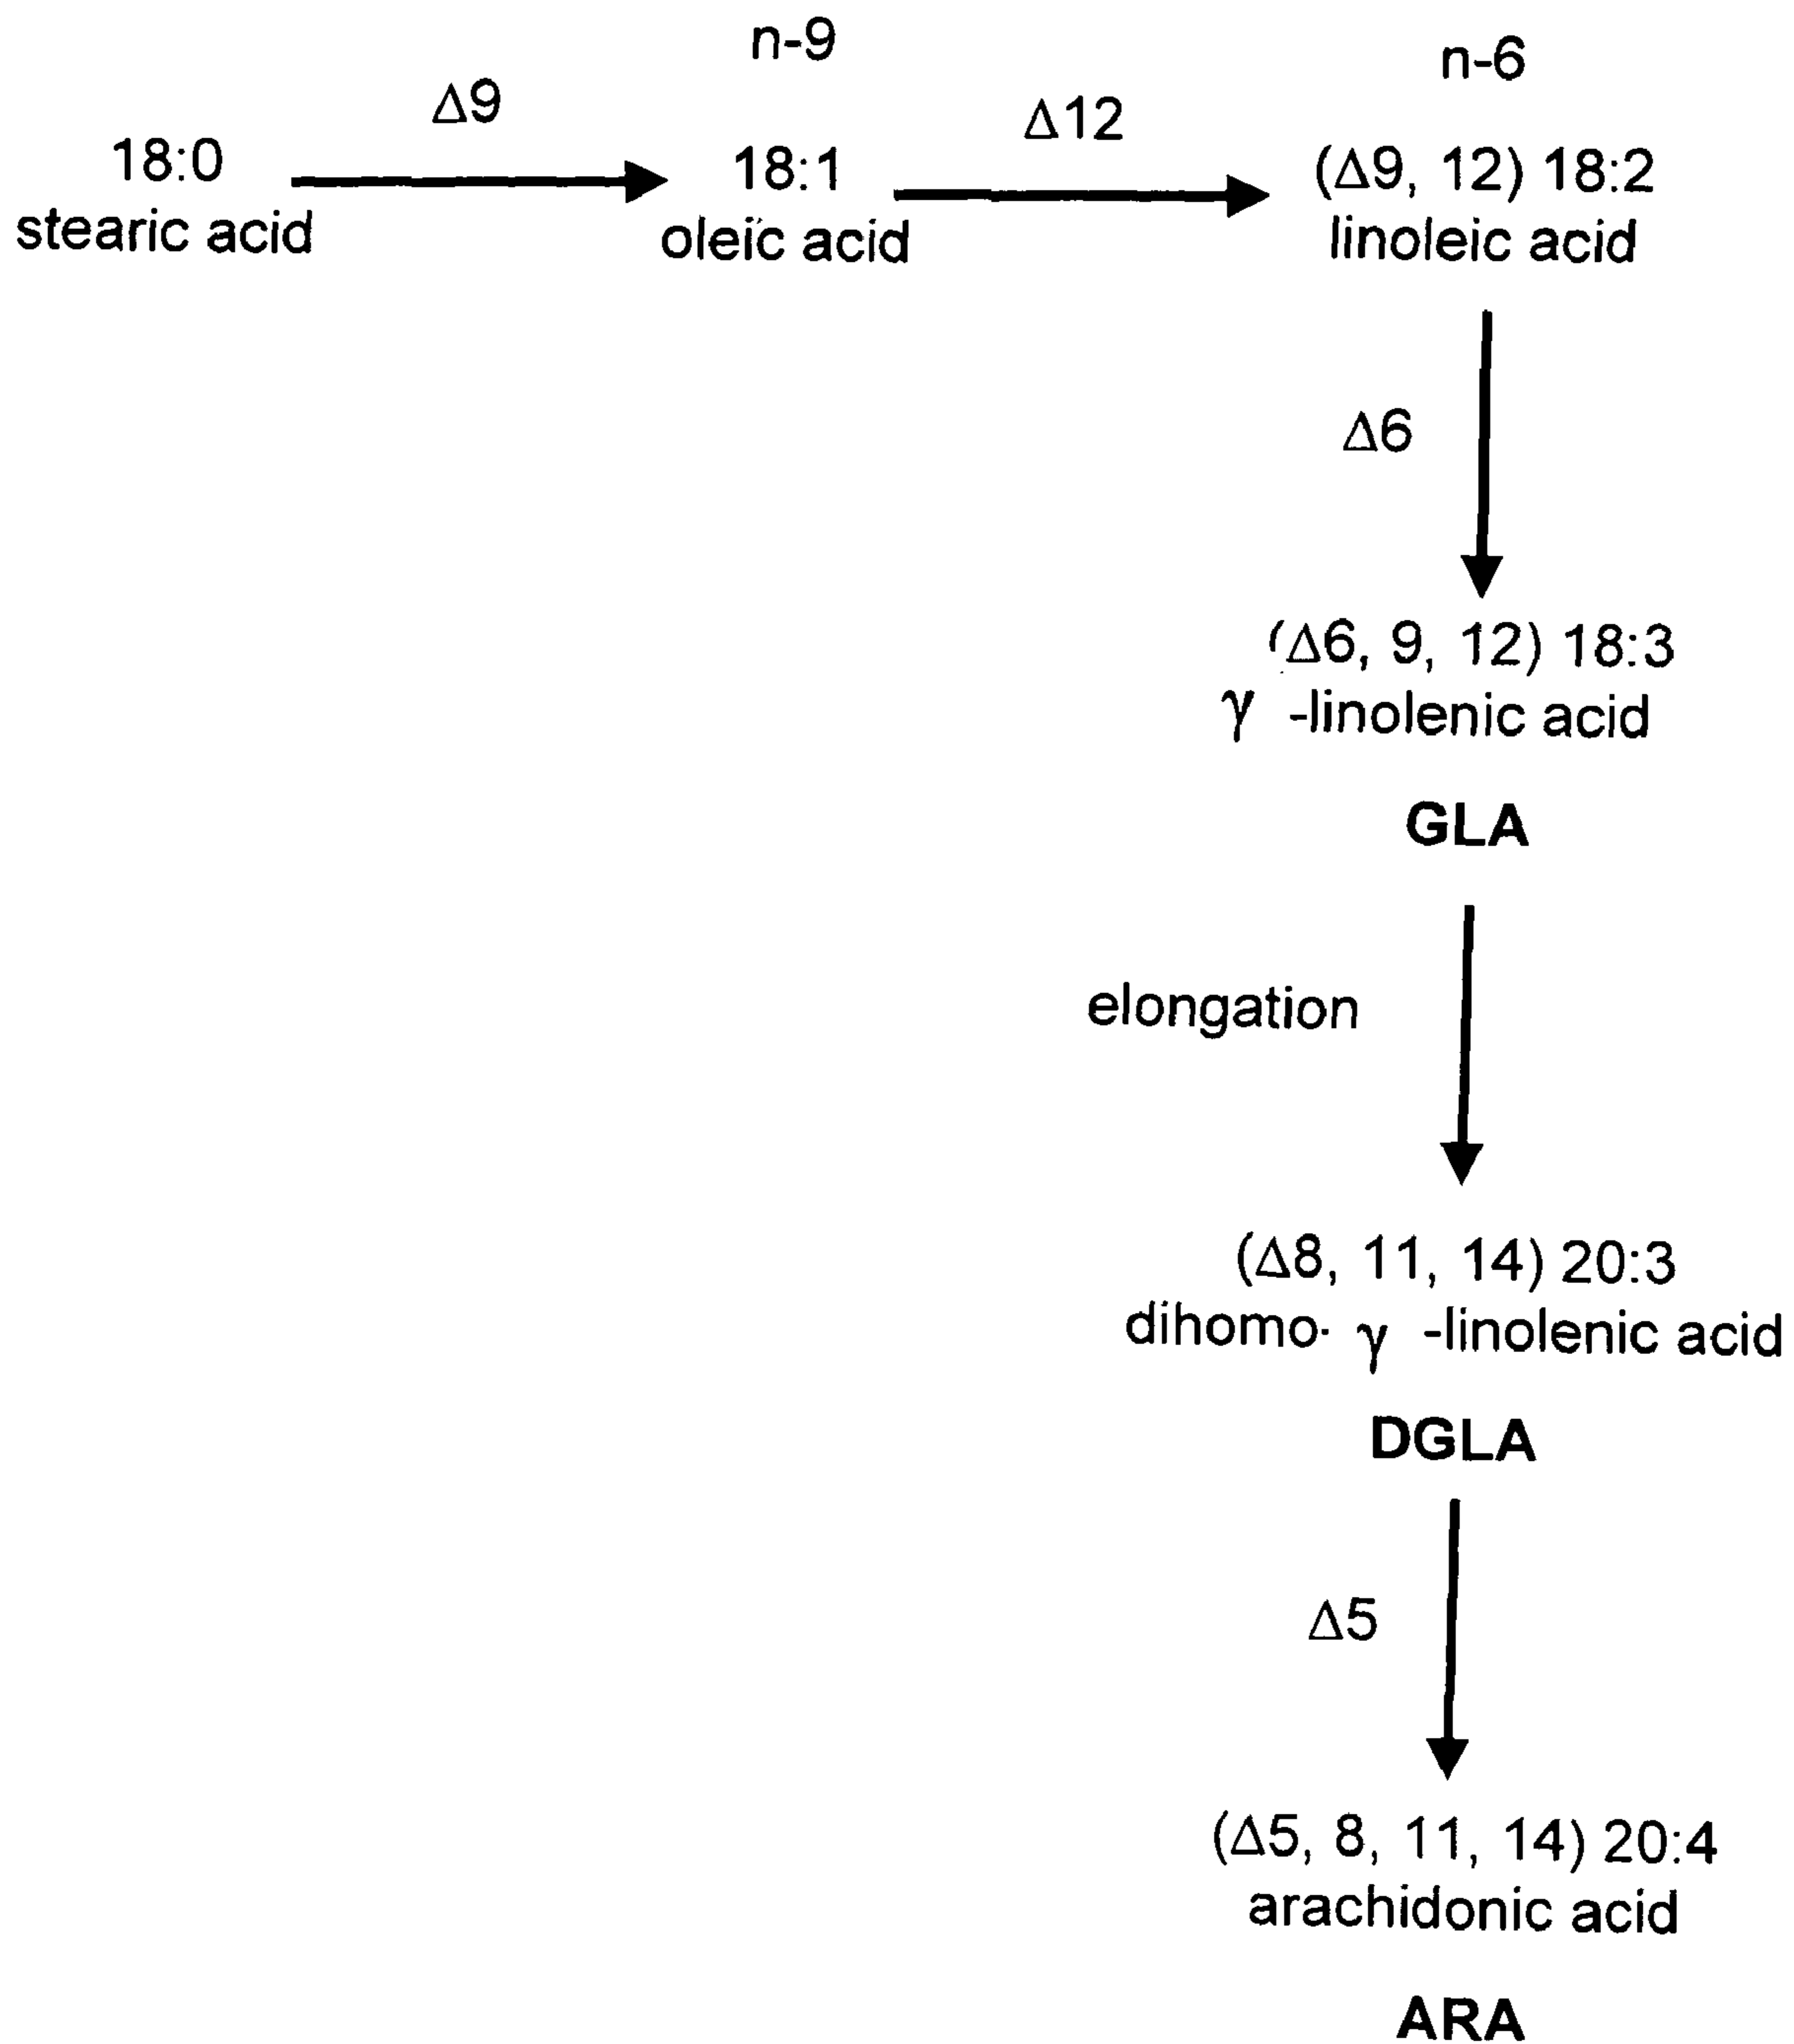 n-9
n-6
Δ9
Δ12
18:0
18:1
(Δ9, 12) 18:2
stearic acid
oleic acid
linoleic acid
Δ6
(Δ6, 9, 12) 18:3
γ -linolenic acid
GLA
elongation
(Δ8, 11, 14) 20:3
dihomo- γ -linolenic acid
DGLA
Δ5
(Δ5, 8, 11, 14) 20:4
arachidonic acid
ARA